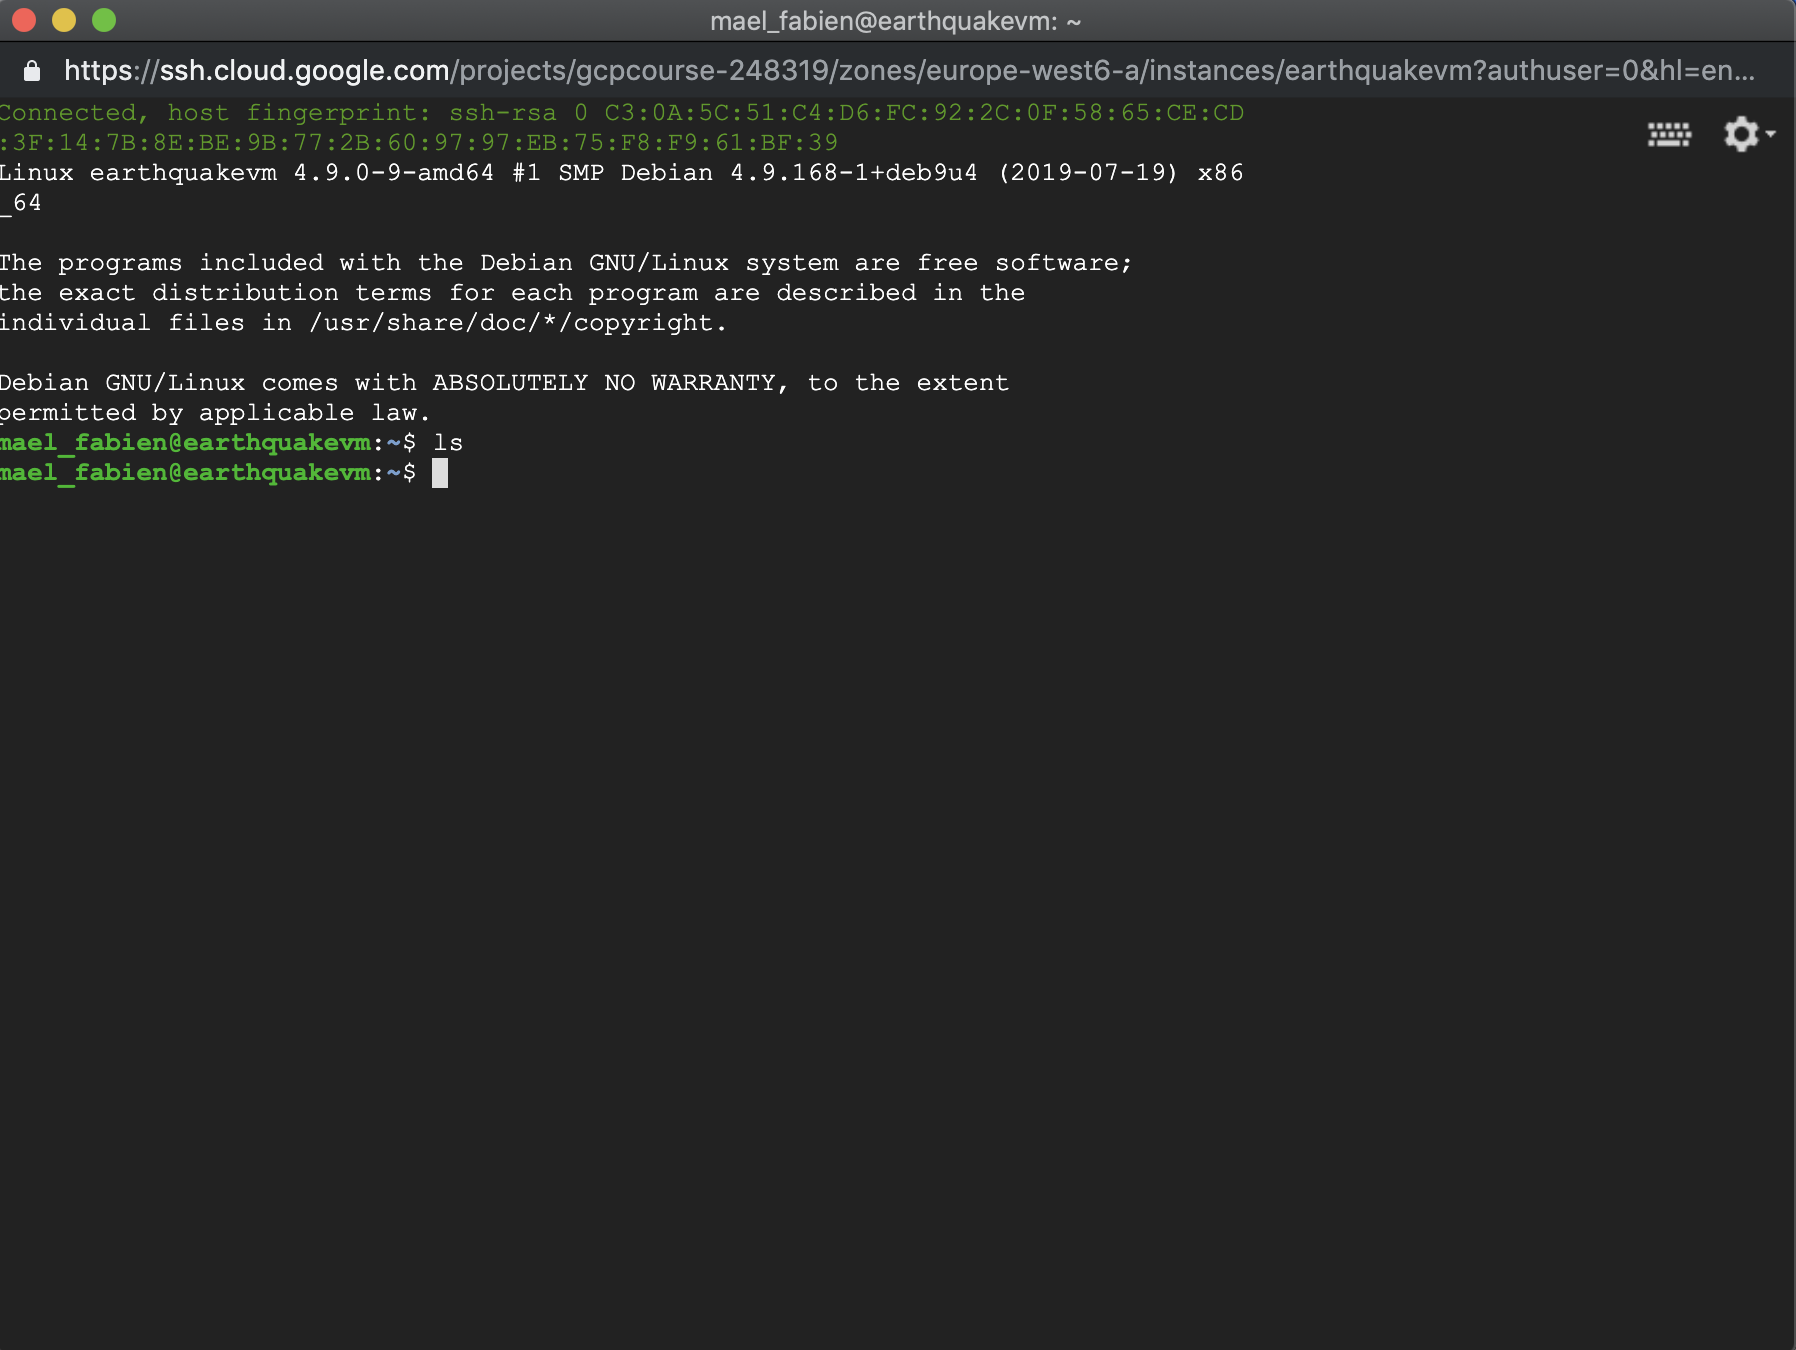 mael_fabien@earthquakevm: ~
https://ssh.cloud.google.com/projects/gcpcourse-248319/zones/europe-west6-a/instances/earthquakevm?authuser=0&hl=en...
Connected, host fingerprint: ssh-rsa 0 C3:0A:5C:51:C4:D6:FC:92:2C:0F:58:65:CE:CD
:3F:14:7B:8E:BE:9B:77:2B:60:97:97:EB:75:F8:F9:61:BF:39
Linux earthquakevm 4.9.0-9-amd64 #1 SMP Debian 4.9.168-1+deb9u4 (2019-07-19) x86
_64
The programs included with the Debian GNU/Linux system are free software;
the exact distribution terms for each program are described in the
individual files in /usr/share/doc/*/copyright.
Debian GNU/Linux comes with ABSOLUTELY NO WARRANTY, to the extent
permitted by applicable law.
mael_fabien@earthquakevm:~$ ls
mael_fabien@earthquakevm:~$